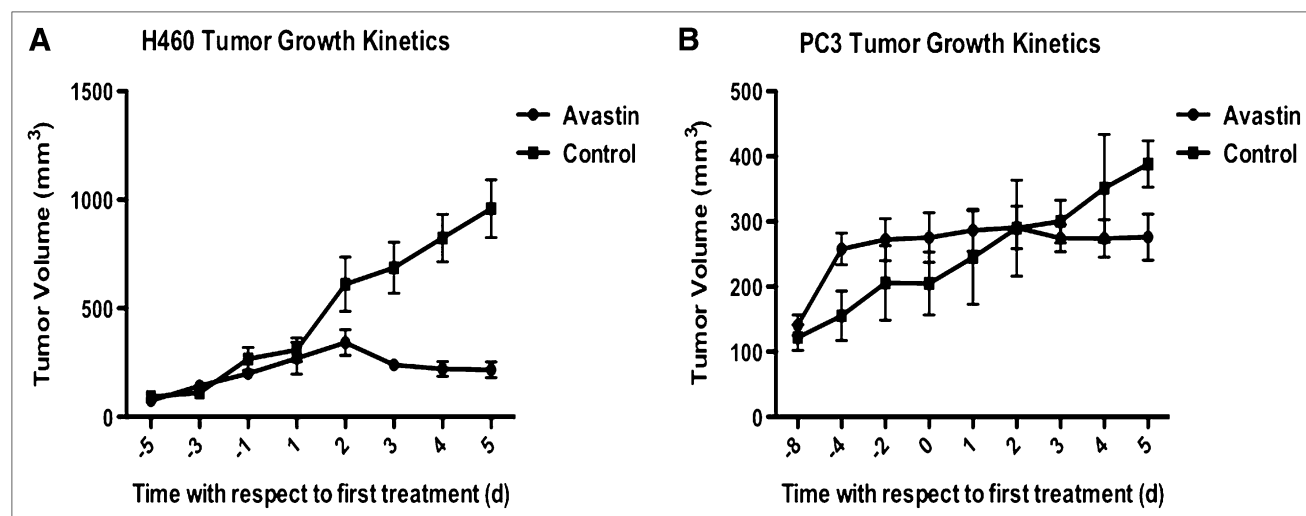 A
H460 Tumor Growth Kinetics
Tumor Volume (mm³)
1500
1000
500
0
-5 -3 -1 1 2 3 4 5
Time with respect to first treatment (d)
Avastin
Control
B
PC3 Tumor Growth Kinetics
Tumor Volume (mm³)
500
400
300
200
100
0
-8 -4 -2 0 1 2 3 4 5
Time with respect to first treatment (d)
Avastin
Control